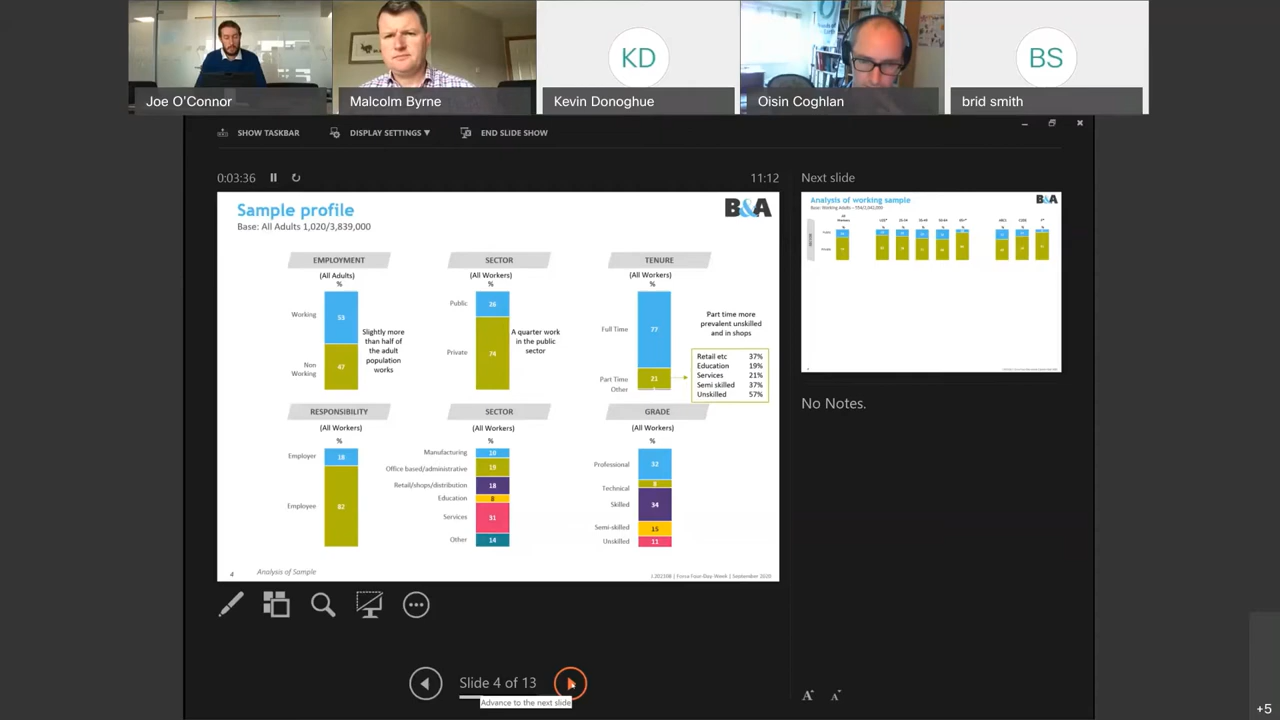 KD
BS
Joe O'Connor
Malcolm Byrne
Kevin Donoghue
Oisin Coghlan
brid smith
SHOW TASKBAR
DISPLAY SETTINGS ▼
END SLIDE SHOW
0:03:36
11:12
Next slide
Sample profile
B&A
Base: All Adults 1,020/3,839,000
EMPLOYMENT
(All Adults)
%
Working
53
Non
Working
47
Slightly more
than half of
the adult
population
works
SECTOR
(All Workers)
%
Public
26
Private
74
A quarter work
in the public
sector
TENURE
(All Workers)
%
Full Time
77
Part Time
21
Other
Part time more
prevalent unskilled
and in shops
Retail etc 37%
Education 19%
Services 21%
Semi skilled 37%
Unskilled 57%
RESPONSIBILITY
(All Workers)
%
Employer
18
Employee
82
SECTOR
(All Workers)
%
Manufacturing
10
Office based/administrative
19
Retail/shops/distribution
18
Education
8
Services
31
Other
14
GRADE
(All Workers)
%
Professional
32
Technical
8
Skilled
34
Semi-skilled
15
Unskilled
11
4
Analysis of Sample
Analysis of working sample
B&A
No Notes.
Slide 4 of 13
Advance to the next slide
A
A
+5